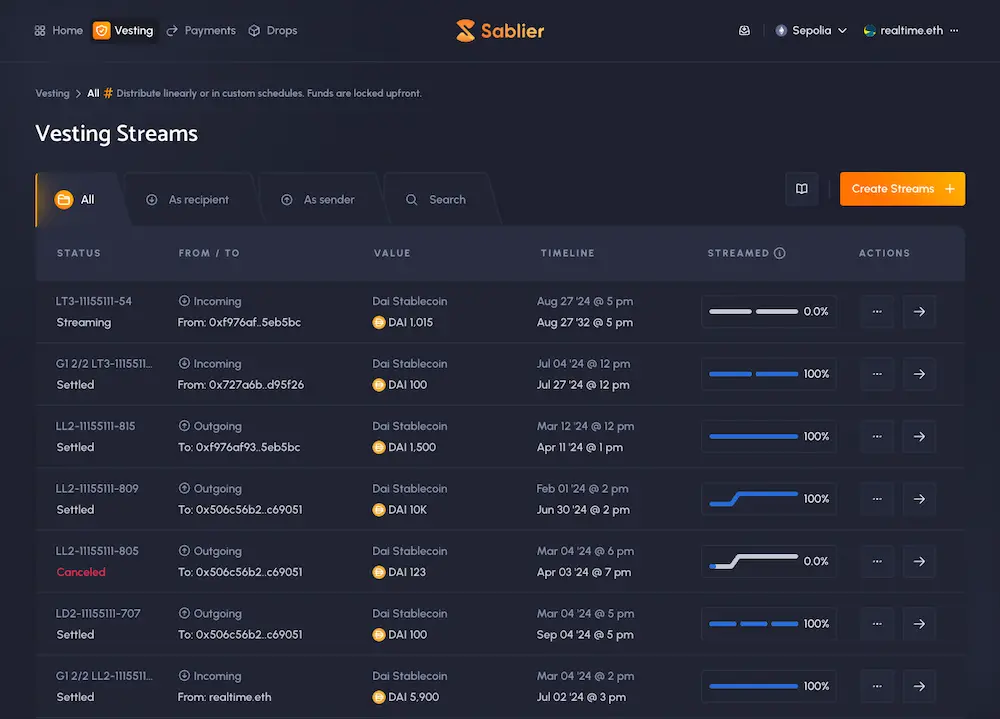 Home Vesting Payments Drops Sablier Sepolia realtime.eth ...
Vesting > All # Distribute linearly or in custom schedules. Funds are locked upfront.
Vesting Streams
All As recipient As sender Search Create Streams +
STATUS FROM / TO VALUE TIMELINE STREAMED ACTIONS
LT3-11155111-54 Incoming Dai Stablecoin Aug 27 '24 @ 5 pm
Streaming From: 0xf976af..5eb5bc DAI 1,015 Aug 27 '32 @ 5 pm 0.0%
G1 2/2 LT3-1115511... Incoming Dai Stablecoin Jul 04 '24 @ 12 pm
Settled From: 0x727a6b..d95f26 DAI 100 Jul 27 '24 @ 12 pm 100%
LL2-11155111-815 Outgoing Dai Stablecoin Mar 12 '24 @ 12 pm
Settled To: 0xf976af93..5eb5bc DAI 1,500 Apr 11 '24 @ 1 pm 100%
LL2-11155111-809 Outgoing Dai Stablecoin Feb 01 '24 @ 2 pm
Settled To: 0x506c56b2..c69051 DAI 10K Jun 30 '24 @ 2 pm 100%
LL2-11155111-805 Outgoing Dai Stablecoin Mar 04 '24 @ 6 pm
Canceled To: 0x506c56b2..c69051 DAI 123 Apr 03 '24 @ 7 pm 0.0%
LD2-11155111-707 Outgoing Dai Stablecoin Mar 04 '24 @ 5 pm
Settled To: 0x506c56b2..c69051 DAI 100 Sep 04 '24 @ 5 pm 100%
G1 2/2 LL2-1115511... Incoming Dai Stablecoin Mar 04 '24 @ 2 pm
Settled From: realtime.eth DAI 5,900 Jul 02 '24 @ 3 pm 100%